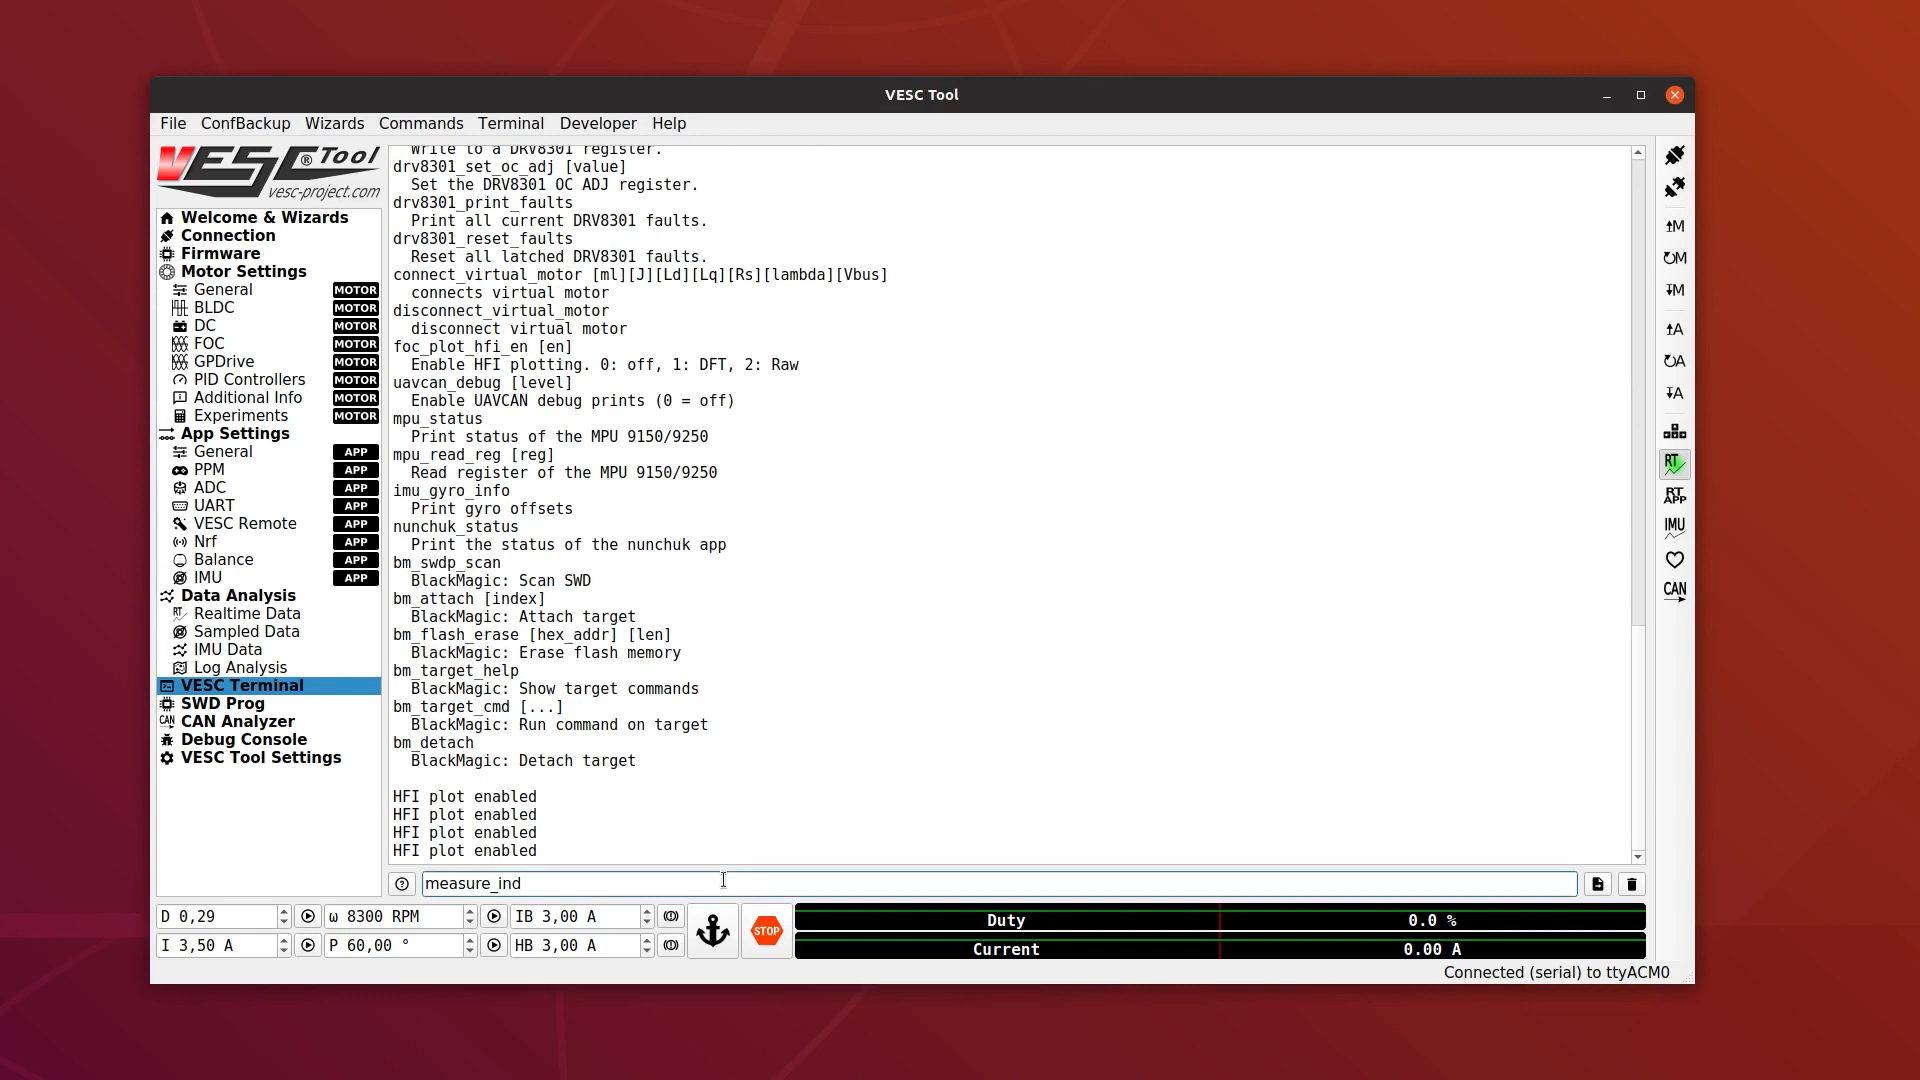 VESC Tool
File ConfBackup Wizards Commands Terminal Developer Help
VESC® Tool
vesc-project.com
Welcome & Wizards
Connection
Firmware
Motor Settings
General MOTOR
BLDC MOTOR
DC MOTOR
FOC MOTOR
GPDrive MOTOR
PID Controllers MOTOR
Additional Info MOTOR
Experiments MOTOR
App Settings
General APP
PPM APP
ADC APP
UART APP
VESC Remote APP
Nrf APP
Balance APP
IMU APP
Data Analysis
RT Realtime Data
Sampled Data
IMU Data
Log Analysis
VESC Terminal
SWD Prog
CAN CAN Analyzer
Debug Console
VESC Tool Settings
Write to a DRV8301 register.
drv8301_set_oc_adj [value]
Set the DRV8301 OC ADJ register.
drv8301_print_faults
Print all current DRV8301 faults.
drv8301_reset_faults
Reset all latched DRV8301 faults.
connect_virtual_motor [ml][J][Ld][Lq][Rs][lambda][Vbus]
connects virtual motor
disconnect_virtual_motor
disconnect virtual motor
foc_plot_hfi_en [en]
Enable HFI plotting. 0: off, 1: DFT, 2: Raw
uavcan_debug [level]
Enable UAVCAN debug prints (0 = off)
mpu_status
Print status of the MPU 9150/9250
mpu_read_reg [reg]
Read register of the MPU 9150/9250
imu_gyro_info
Print gyro offsets
nunchuk_status
Print the status of the nunchuk app
bm_swdp_scan
BlackMagic: Scan SWD
bm_attach [index]
BlackMagic: Attach target
bm_flash_erase [hex_addr] [len]
BlackMagic: Erase flash memory
bm_target_help
BlackMagic: Show target commands
bm_target_cmd [...]
BlackMagic: Run command on target
bm_detach
BlackMagic: Detach target
HFI plot enabled
HFI plot enabled
HFI plot enabled
HFI plot enabled
measure_ind
M
M
M
A
A
A
RT
RT APP
IMU
CAN
D 0,29 ω 8300 RPM IB 3,00 A
I 3,50 A P 60,00 ° HB 3,00 A
STOP
Duty 0.0 %
Current 0.00 A
Connected (serial) to ttyACM0